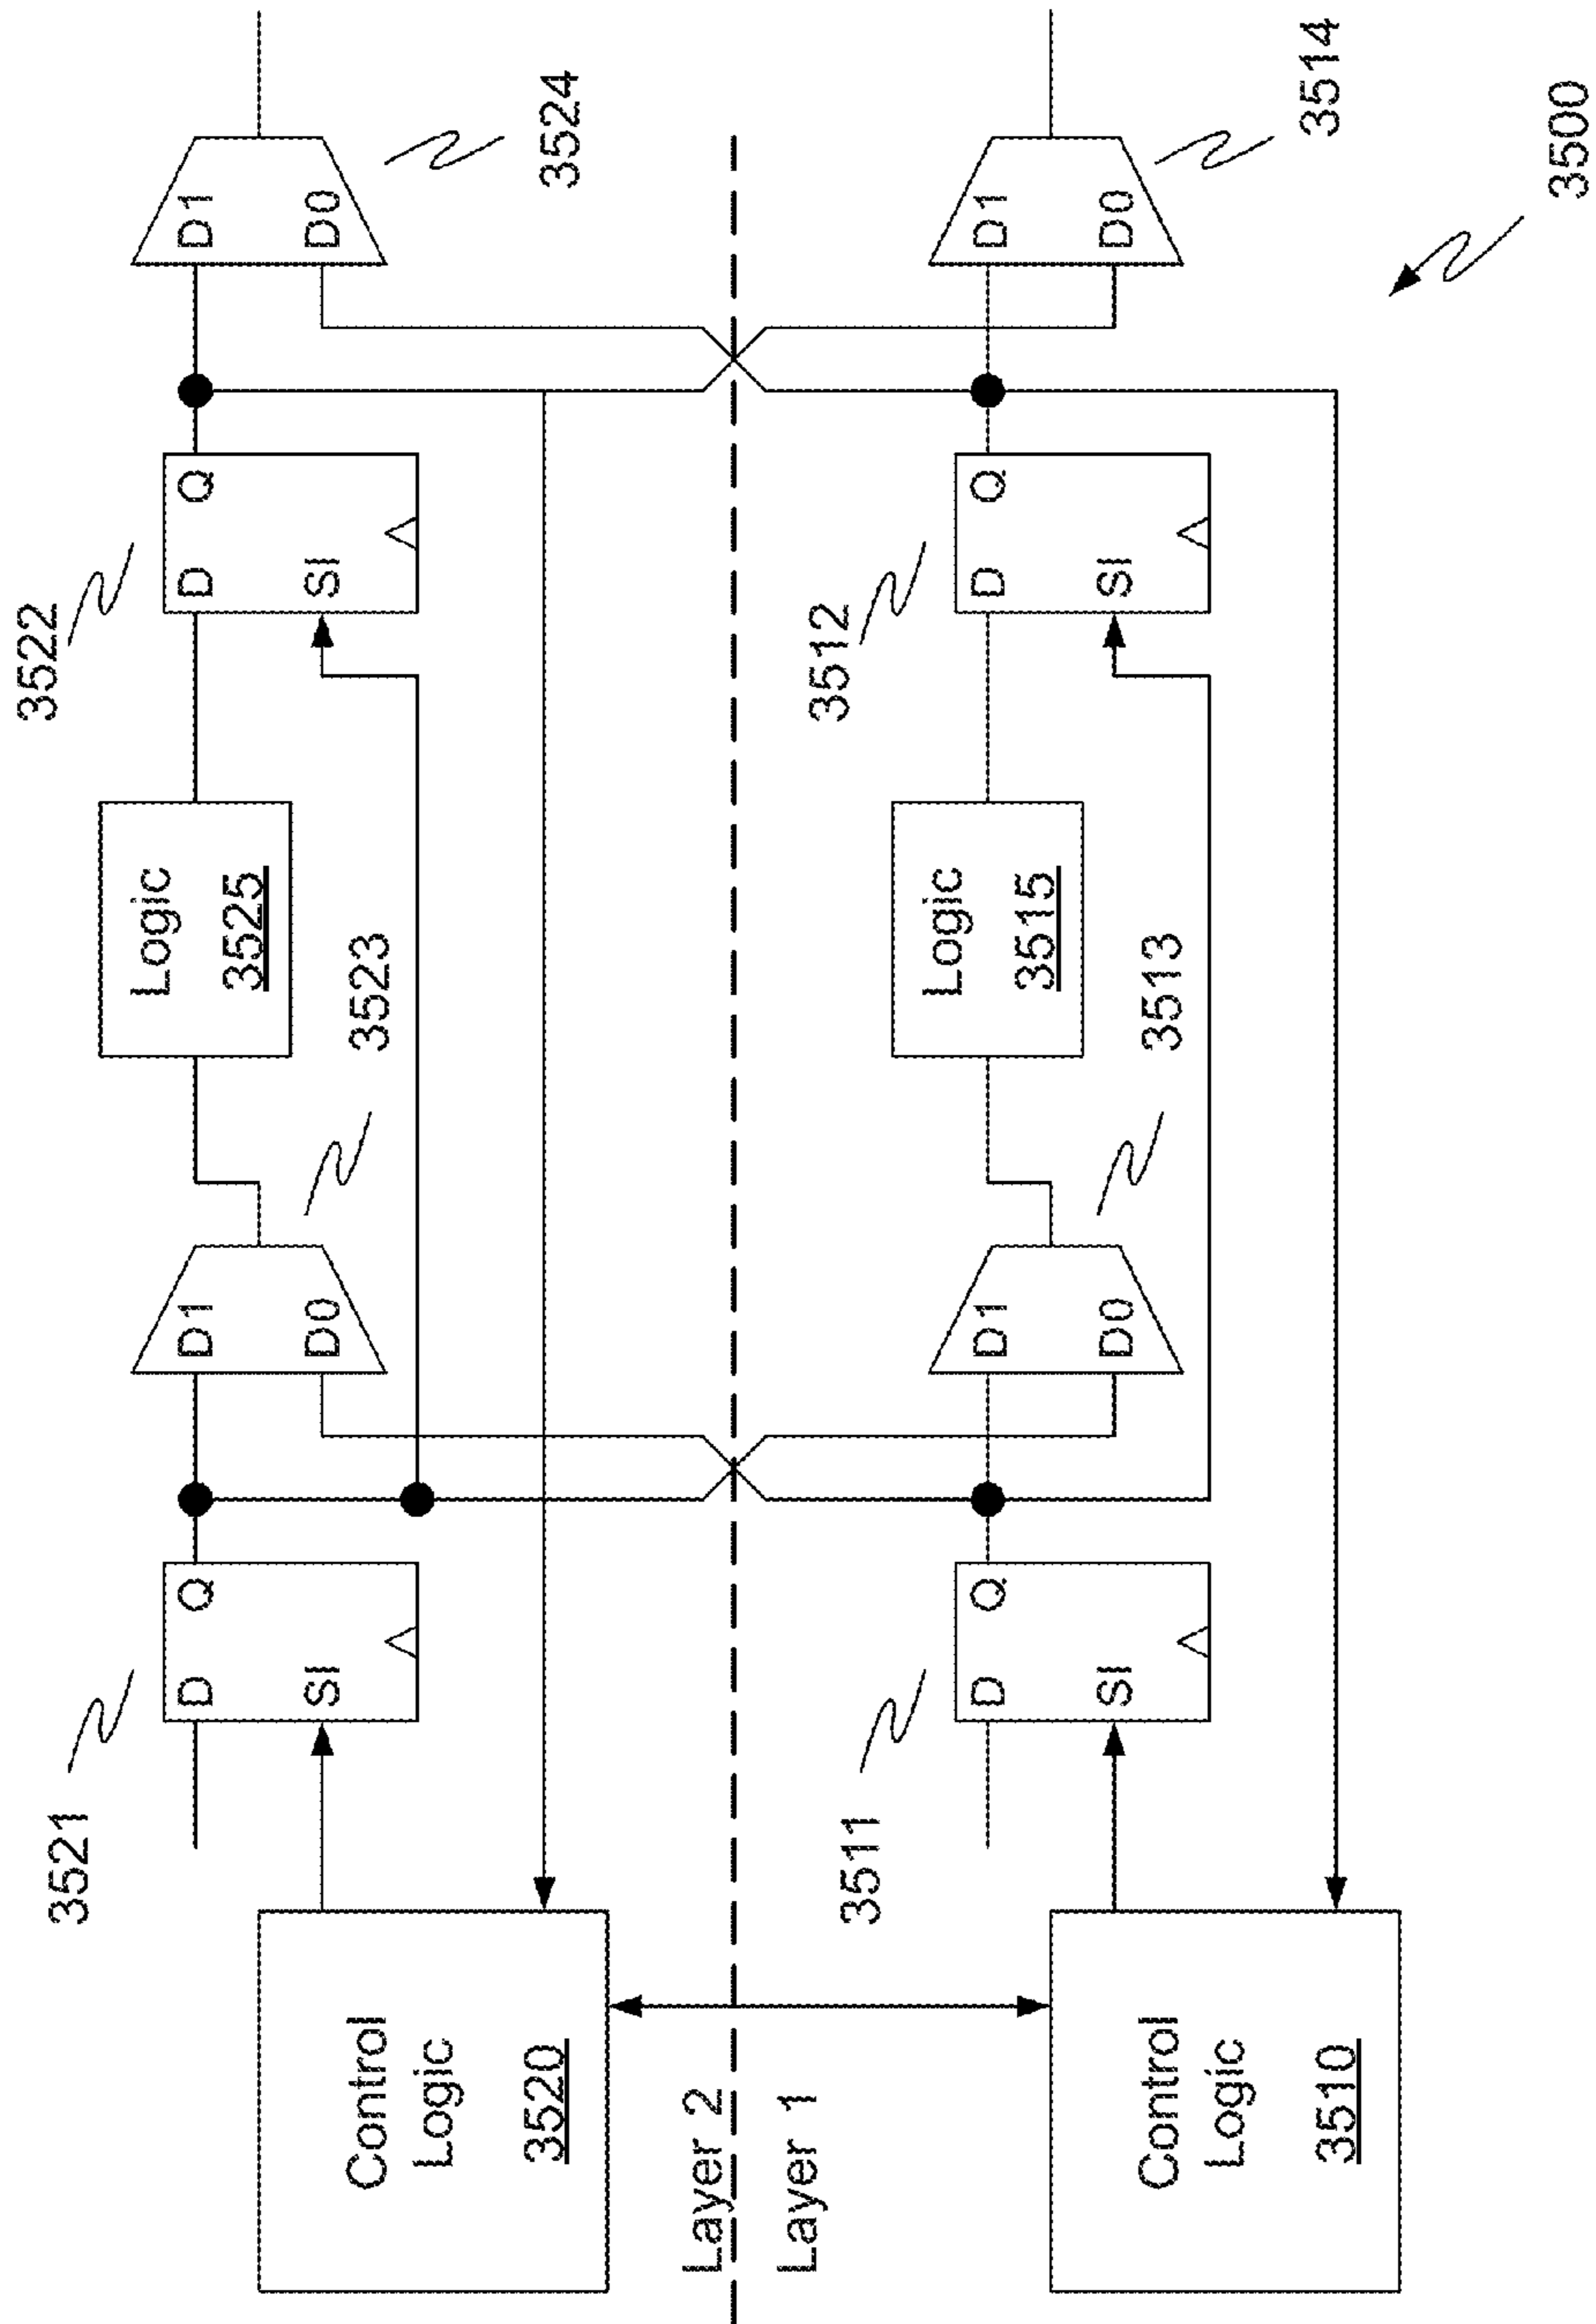 3521
3522
D Q
SI
D1
D0
3523
Logic
3525
D Q
SI
D1
D0
3524
Control
Logic
3520
Layer 2
Layer 1
3511
3512
D Q
SI
D1
D0
3513
Logic
3515
D Q
SI
D1
D0
3514
Control
Logic
3510
3500